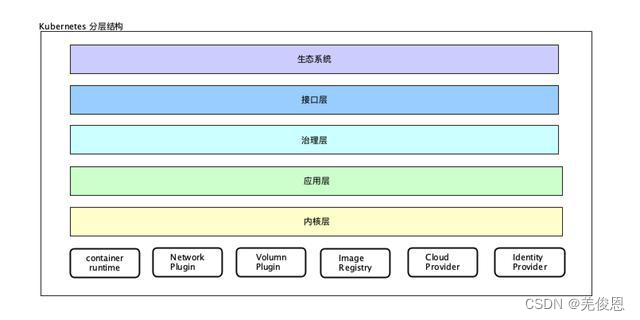 Kubernetes 分层结构
生态系统
接口层
治理层
应用层
内核层
container
runtime
Network
Plugin
Volumn
Plugin
Image
Registry
Cloud
Provider
Identity
Provider
CSDN @羌俊恩